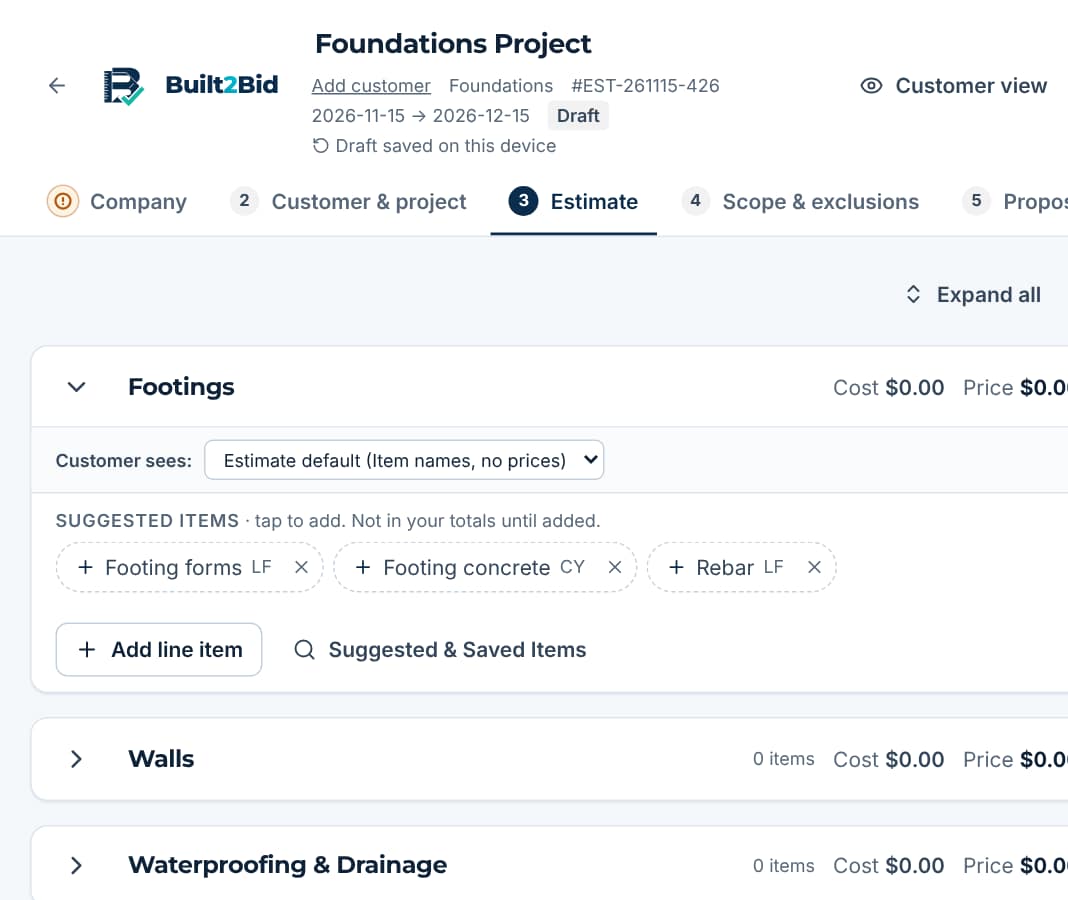 Foundations Project
Built2Bid
Add customer Foundations #EST-261115-426
2026-11-15 → 2026-12-15 Draft
Draft saved on this device
Customer view
Company 2 Customer & project 3 Estimate 4 Scope & exclusions 5 Propos
Expand all
Footings Cost $0.00 Price $0.0
Customer sees: Estimate default (Item names, no prices)
SUGGESTED ITEMS · tap to add. Not in your totals until added.
+ Footing forms LF × + Footing concrete CY × + Rebar LF ×
+ Add line item Suggested & Saved Items
Walls 0 items Cost $0.00 Price $0.0
Waterproofing & Drainage 0 items Cost $0.00 Price $0.0